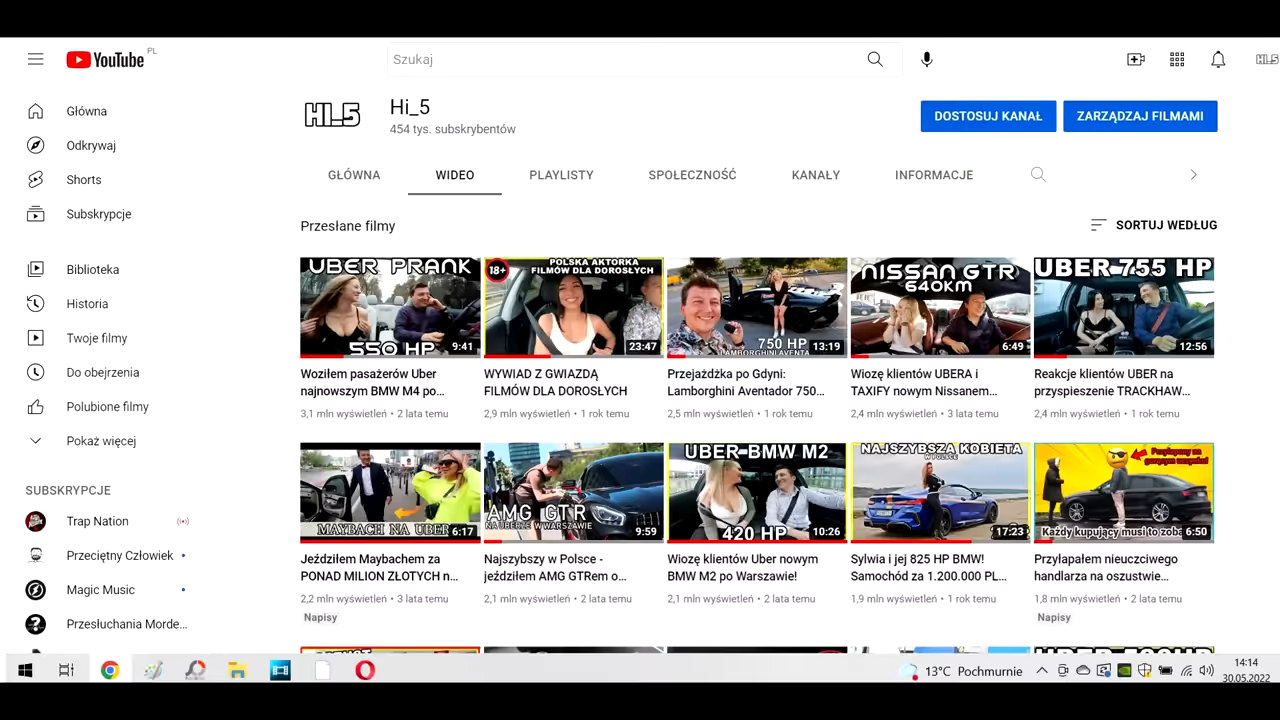 YouTube PL
Szukaj
HI_5
Główna
Odkrywaj
Shorts
Subskrypcje
Biblioteka
Historia
Twoje filmy
Do obejrzenia
Polubione filmy
Pokaż więcej
SUBSKRYPCJE
Trap Nation
Przeciętny Człowiek
Magic Music
Przesłuchania Morde...
HI_5
Hi_5
454 tys. subskrybentów
DOSTOSUJ KANAŁ
ZARZĄDZAJ FILMAMI
GŁÓWNA
WIDEO
PLAYLISTY
SPOŁECZNOŚĆ
KANAŁY
INFORMACJE
Przesłane filmy
SORTUJ WEDŁUG
UBER PRANK
550 HP
9:41
Woziłem pasażerów Uber
najnowszym BMW M4 po...
3,1 mln wyświetleń • 2 lata temu
18+
POLSKA AKTORKA
FILMÓW DLA DOROSŁYCH
23:47
WYWIAD Z GWIAZDĄ
FILMÓW DLA DOROSŁYCH
2,9 mln wyświetleń • 1 rok temu
750 HP
LAMBORGHINI AVENTA
13:19
Przejażdżka po Gdyni:
Lamborghini Aventador 750...
2,5 mln wyświetleń • 1 rok temu
NISSAN GTR
640KM
6:49
Wiozę klientów UBERA i
TAXIFY nowym Nissanem...
2,4 mln wyświetleń • 3 lata temu
UBER 755 HP
12:56
Reakcje klientów UBER na
przyspieszenie TRACKHAW...
2,4 mln wyświetleń • 1 rok temu
MAYBACH NA UBER
6:17
Jeździłem Maybachem za
PONAD MILION ZŁOTYCH n...
2,2 mln wyświetleń • 3 lata temu
Napisy
AMG GTR
NA UBERZE W WARSZAWIE
9:59
Najszybszy w Polsce -
jeździłem AMG GTRem o...
2,1 mln wyświetleń • 2 lata temu
UBER BMW M2
420 HP
10:26
Wiozę klientów Uber nowym
BMW M2 po Warszawie!
2,1 mln wyświetleń • 2 lata temu
NAJSZYBSZA KOBIETA
W POLSCE
17:23
Sylwia i jej 825 HP BMW!
Samochód za 1.200.000 PL...
1,9 mln wyświetleń • 1 rok temu
Przyłapany na
gorącym uczynku!
Każdy kupujący musi to zoba
6:50
Przyłapałem nieuczciwego
handlarza na oszustwie...
1,8 mln wyświetleń • 2 lata temu
Napisy
13°C Pochmurnie
14:14
30.05.2022